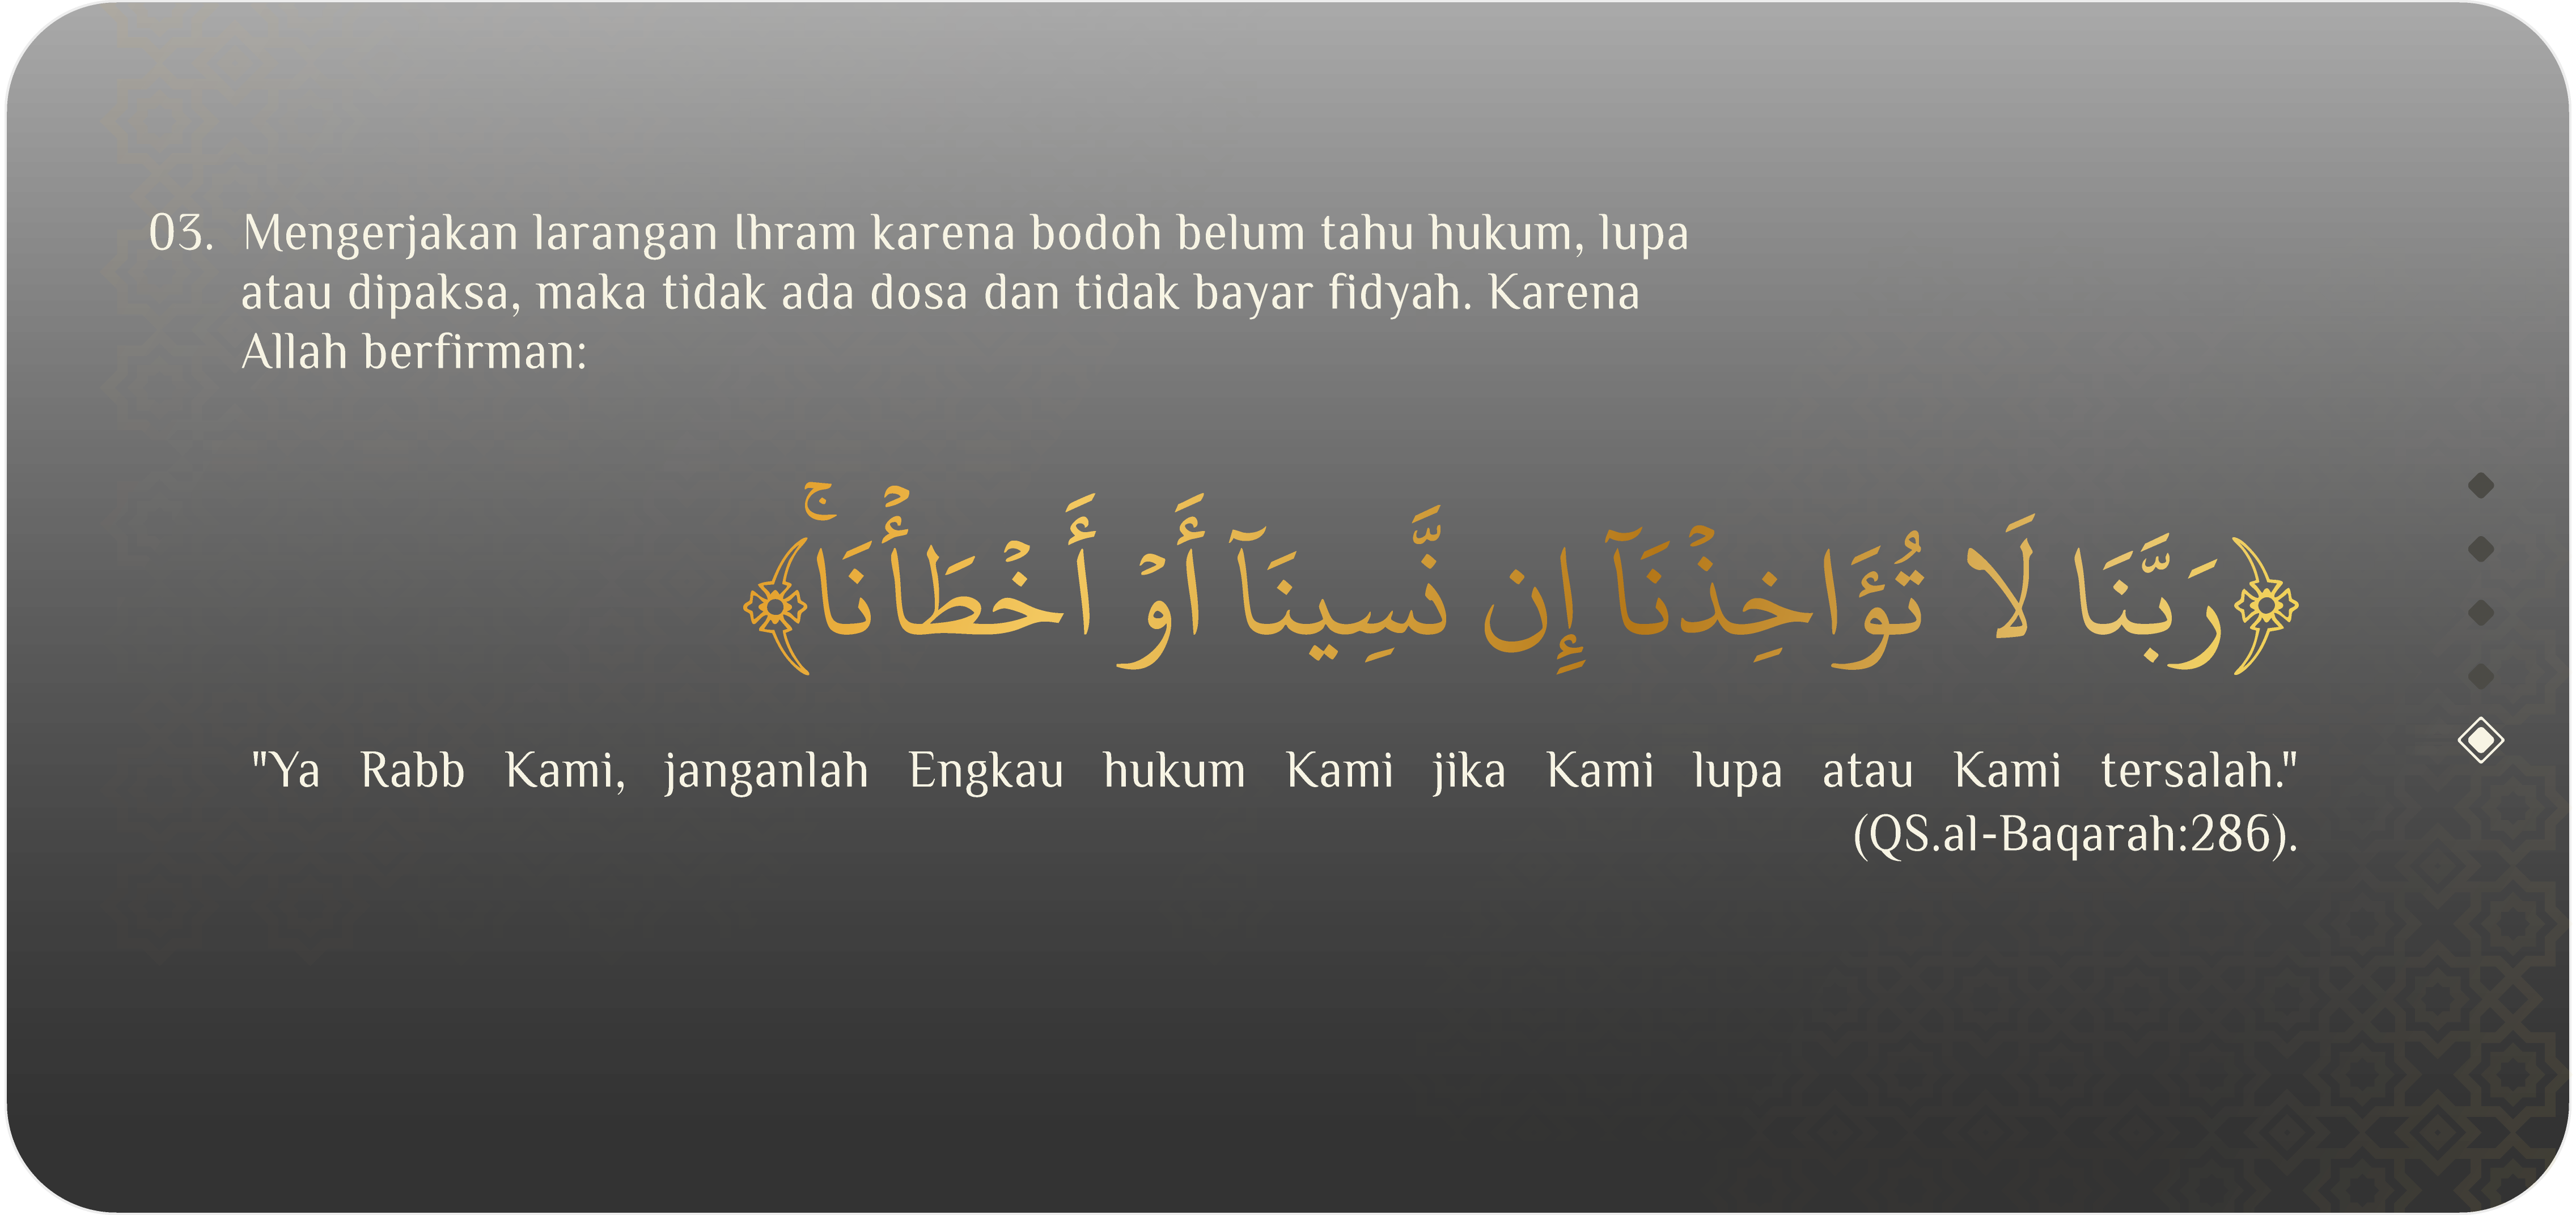 03. Mengerjakan larangan Ihram karena bodoh belum tahu hukum, lupa
atau dipaksa, maka tidak ada dosa dan tidak bayar fidyah. Karena
Allah berfirman:
﴿رَبَّنَا لَا تُؤَاخِذۡنَآ إِن نَّسِينَآ أَوۡ أَخۡطَأۡنَاۚ﴾
"Ya Rabb Kami, janganlah Engkau hukum Kami jika Kami lupa atau Kami tersalah."
(QS.al-Baqarah:286).